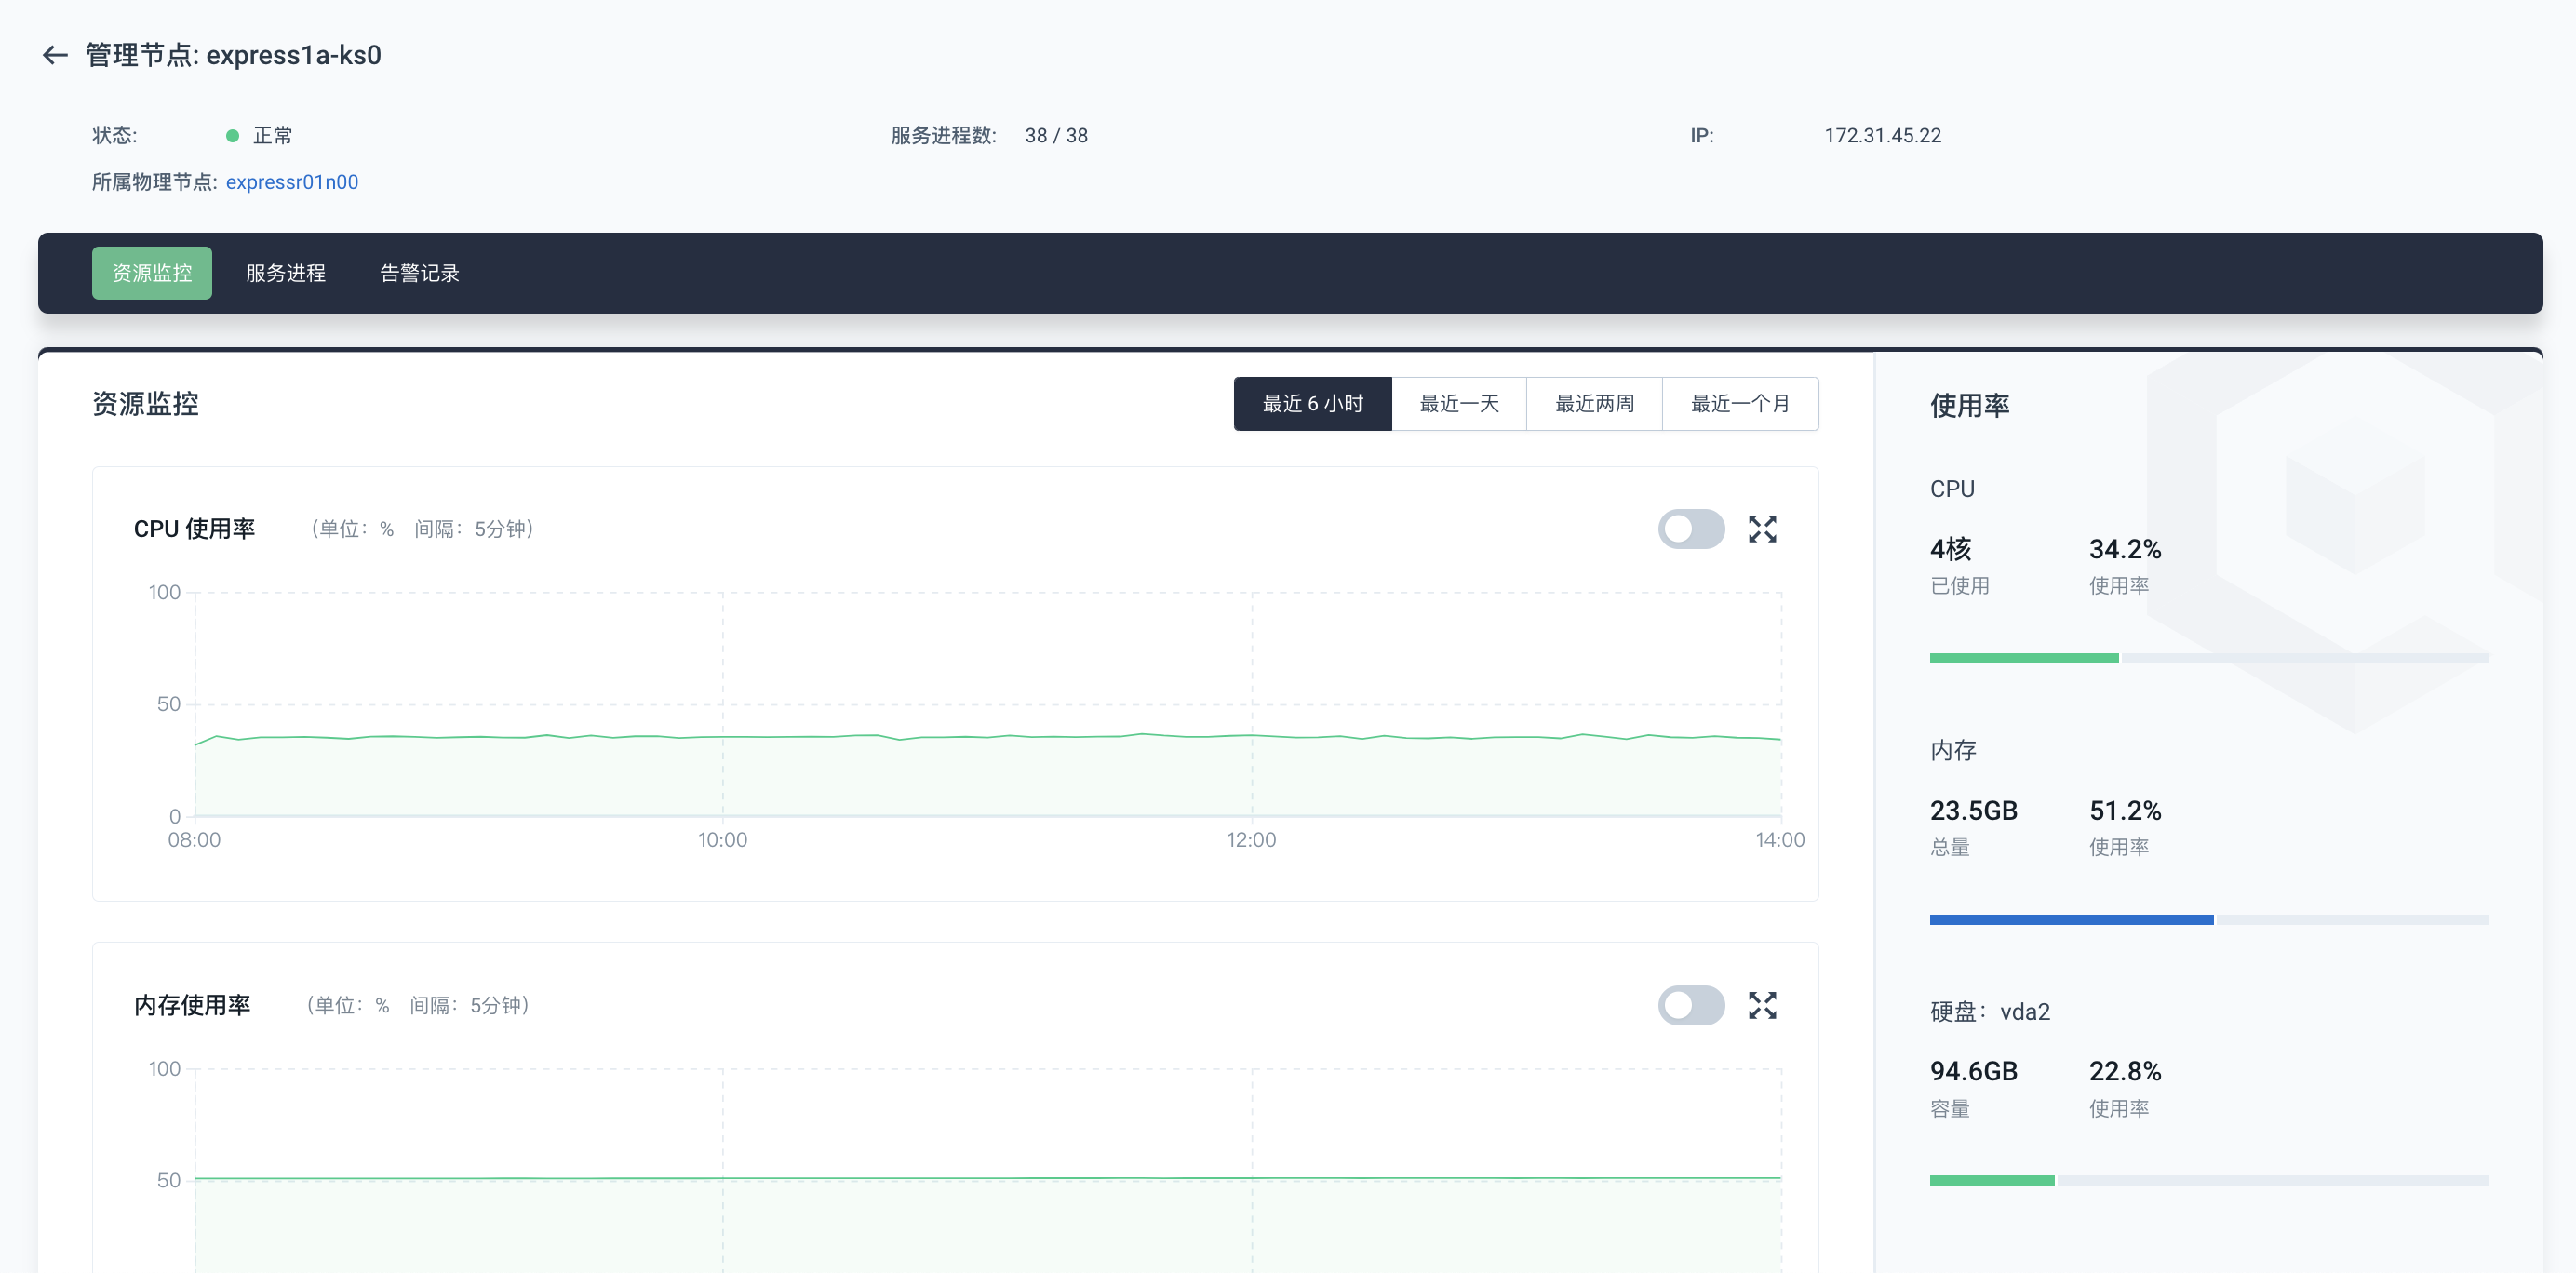 管理节点: express1a-ks0
状态: 正常 服务进程数: 38 / 38 IP: 172.31.45.22
所属物理节点: expressr01n00
资源监控 服务进程 告警记录
资源监控
最近 6 小时 最近一天 最近两周 最近一个月
CPU 使用率 (单位: % 间隔: 5分钟)
100
50
0
08:00 10:00 12:00 14:00
内存使用率 (单位: % 间隔: 5分钟)
100
50
使用率
CPU
4核 34.2%
已使用 使用率
内存
23.5GB 51.2%
总量 使用率
硬盘: vda2
94.6GB 22.8%
容量 使用率